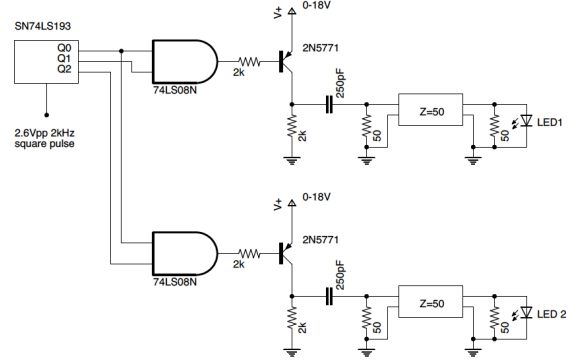 SN74LS193
Q0
Q1
Q2
2.6Vpp 2kHz
square pulse
74LS08N
2k
V+
0-18V
2N5771
2k
250pF
50
Z=50
50
LED1
74LS08N
2k
V+
0-18V
2N5771
2k
250pF
50
Z=50
50
LED 2